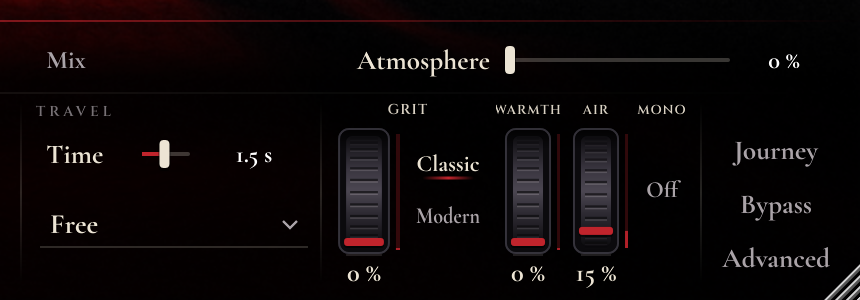 Mix
Atmosphere 0 %
TRAVEL
Time 1.5 s
Free
GRIT
Classic
Modern
0 %
WARMTH
0 %
AIR
15 %
MONO
Off
Journey
Bypass
Advanced